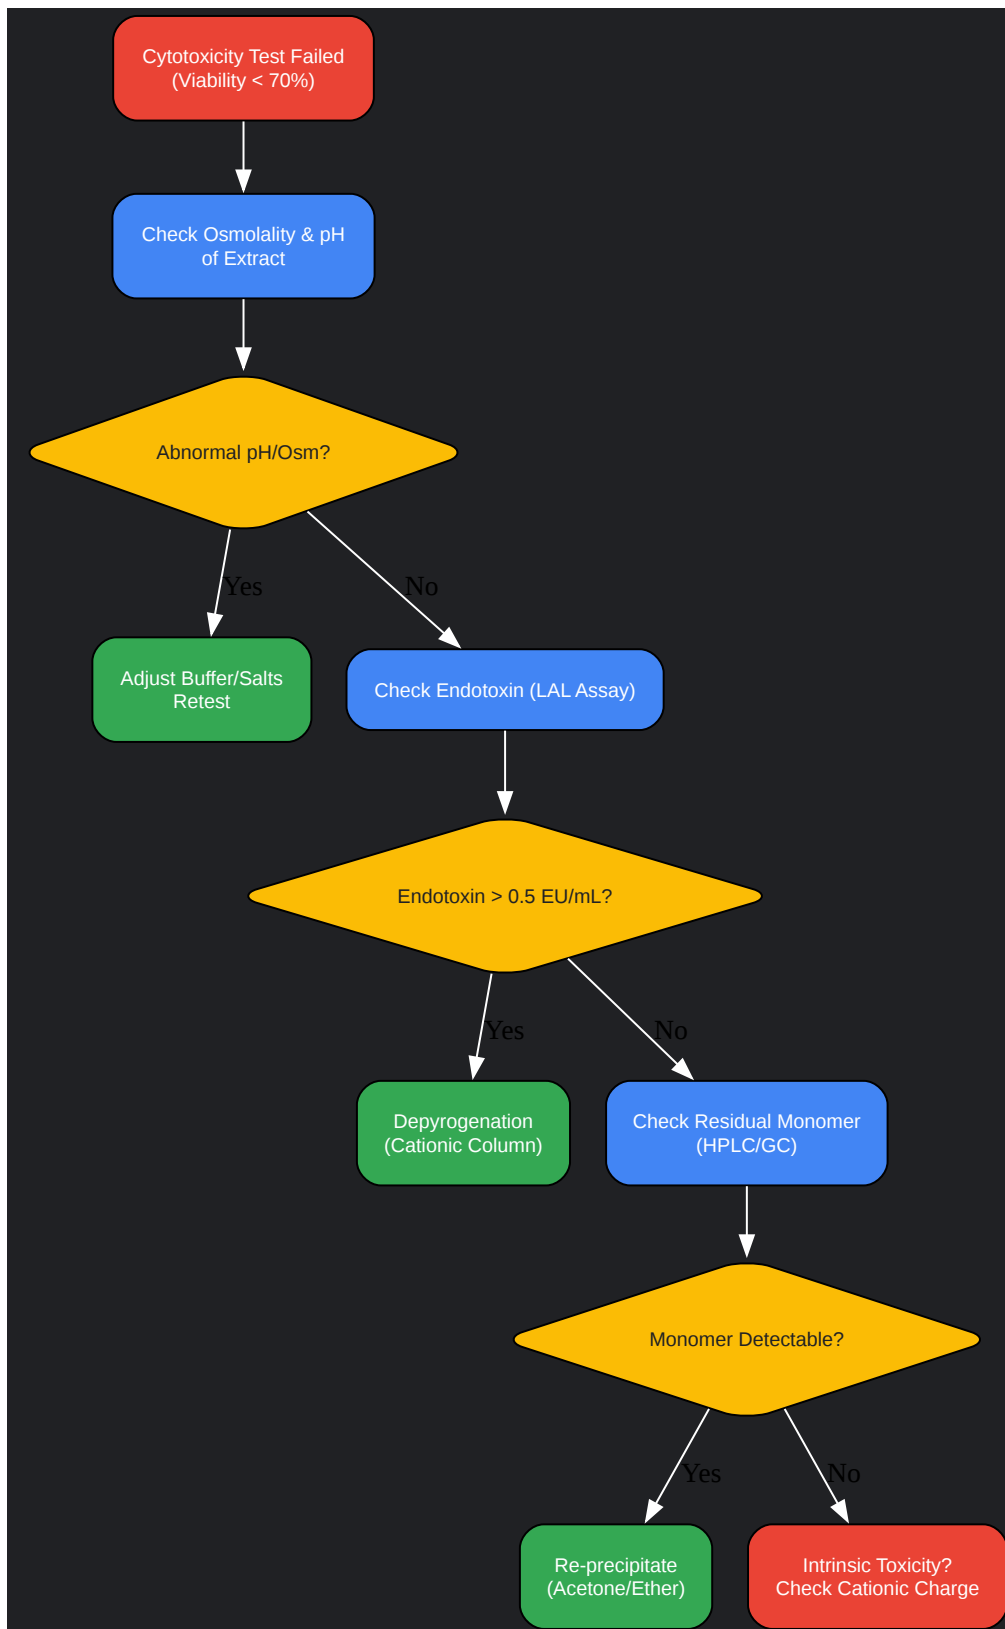 Cytotoxicity Test Failed
(Viability < 70%)
Check Osmolality & pH
of Extract
Abnormal pH/Osm?
Yes
No
Adjust Buffer/Salts
Retest
Check Endotoxin (LAL Assay)
Endotoxin > 0.5 EU/mL?
Yes
No
Depyrogenation
(Cationic Column)
Check Residual Monomer
(HPLC/GC)
Monomer Detectable?
Yes
No
Re-precipitate
(Acetone/Ether)
Intrinsic Toxicity?
Check Cationic Charge